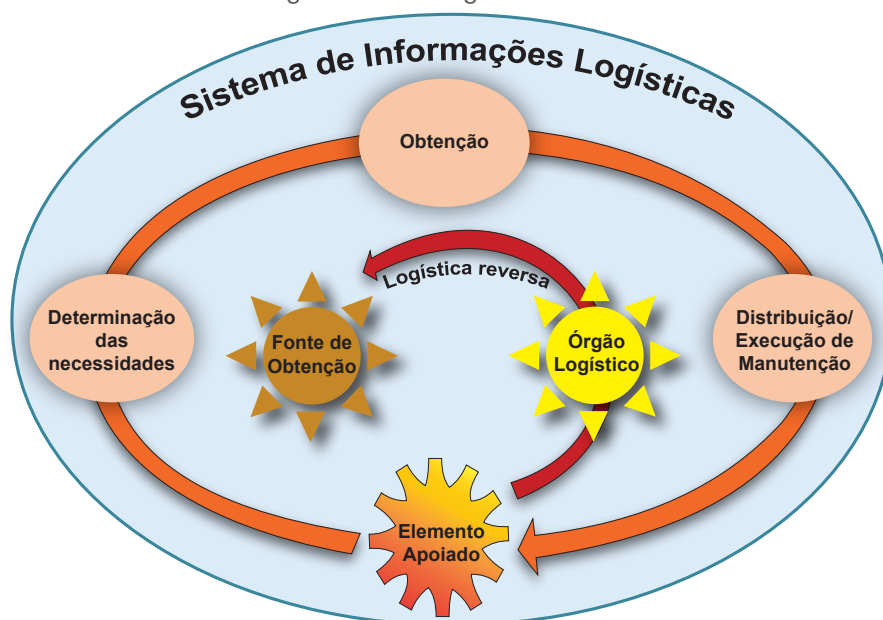 Sistema de Informações Logísticas
Obtenção
Logística reversa
Determinação
das
necessidades
Fonte de
Obtenção
Órgão
Logístico
Distribuição/
Execução de
Manutenção
Elemento
Apoiado